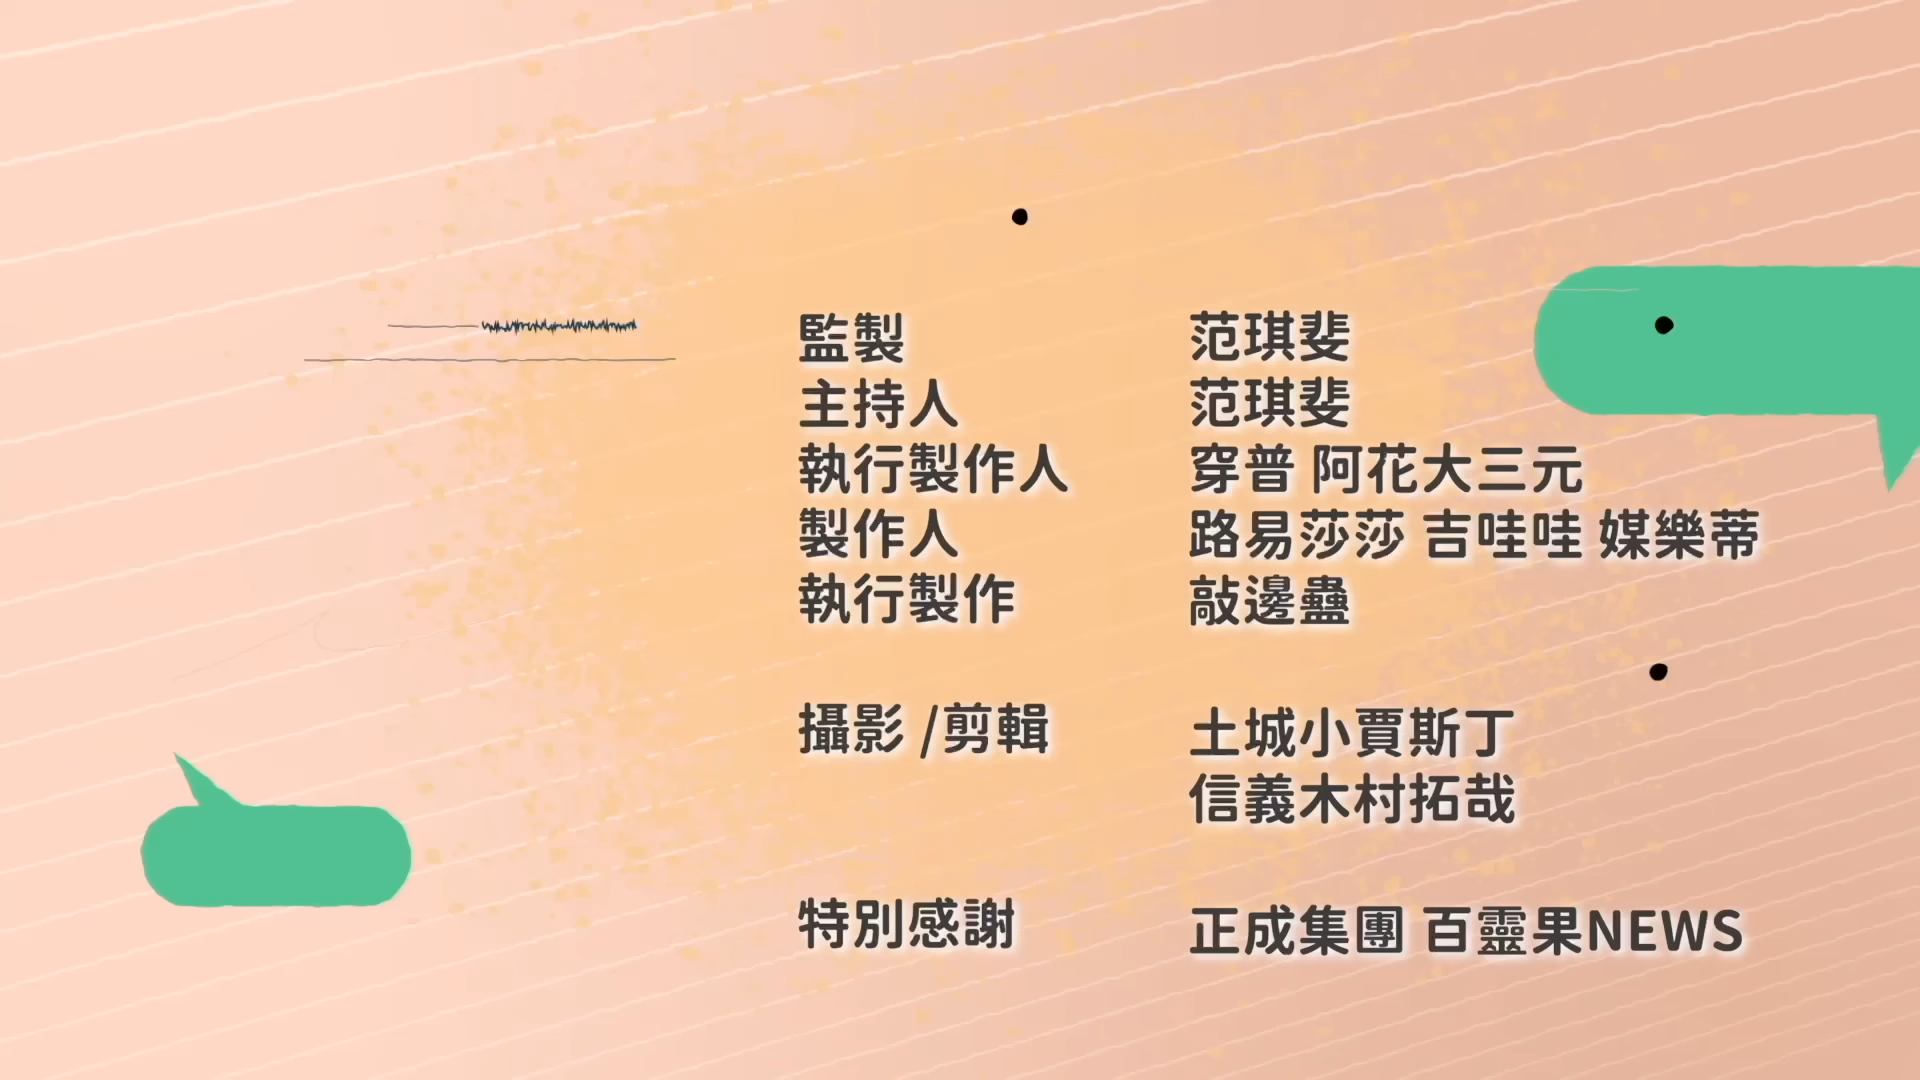 監製 范琪斐
主持人 范琪斐
執行製作人 穿普 阿花大三元
製作人 路易莎莎 吉哇哇 媒樂蒂
執行製作 敲邊蠱
攝影 /剪輯 土城小賈斯丁
信義木村拓哉
特別感謝 正成集團 百靈果NEWS